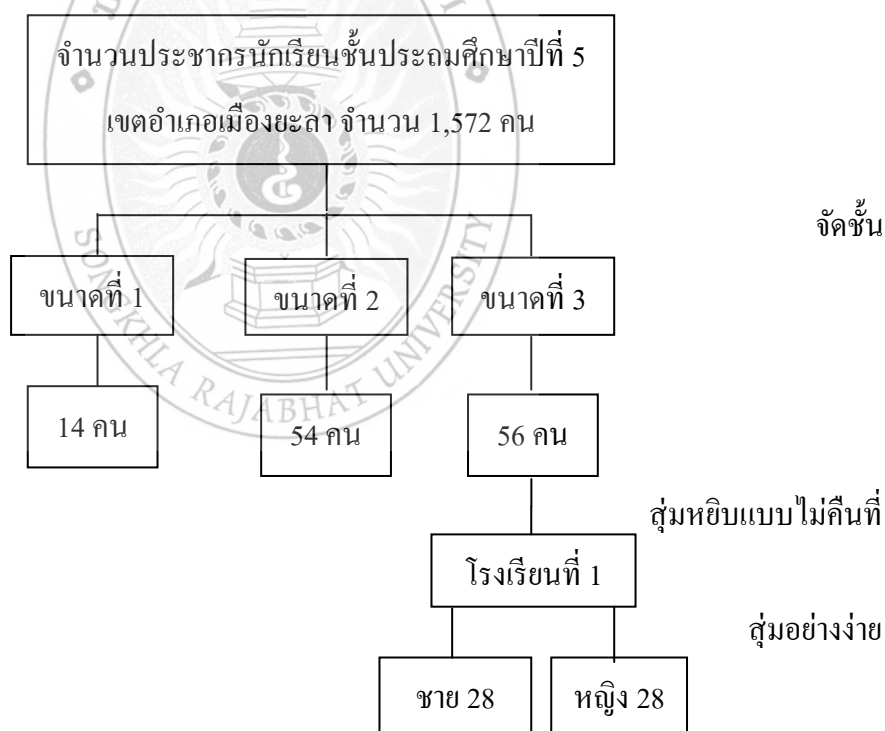 จำนวนประชากรนักเรียนชั้นประถมศึกษาปีที่ 5
เขตอำเภอเมืองยะลา จำนวน 1,572 คน
จัดชั้น
ขนาดที่ 1
ขนาดที่ 2
ขนาดที่ 3
14 คน
54 คน
56 คน
สุ่มหยิบแบบไม่คืนที่
โรงเรียนที่ 1
สุ่มอย่างง่าย
ชาย 28
หญิง 28
SONGKHLA RAJABHAT UNIVERSITY